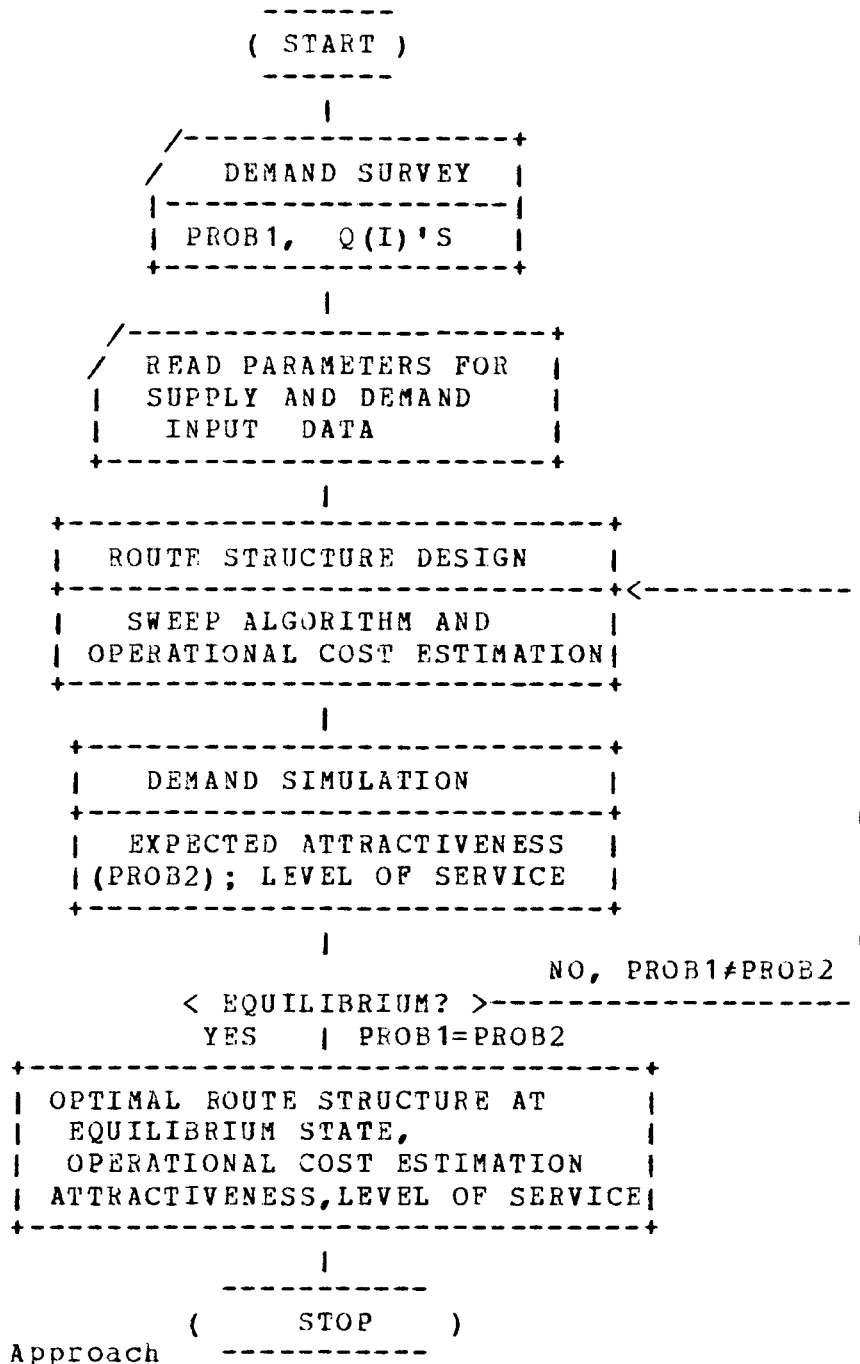 ( START )
DEMAND SURVEY
PROB1, Q(I)'S
READ PARAMETERS FOR
SUPPLY AND DEMAND
INPUT DATA
ROUTE STRUCTURE DESIGN
SWEEP ALGORITHM AND
OPERATIONAL COST ESTIMATION
DEMAND SIMULATION
EXPECTED ATTRACTIVENESS
(PROB2); LEVEL OF SERVICE
NO, PROB1≠PROB2
< EQUILIBRIUM? >
YES PROB1=PROB2
OPTIMAL ROUTE STRUCTURE AT
EQUILIBRIUM STATE,
OPERATIONAL COST ESTIMATION
ATTRACTIVENESS,LEVEL OF SERVICE
( STOP )
Approach